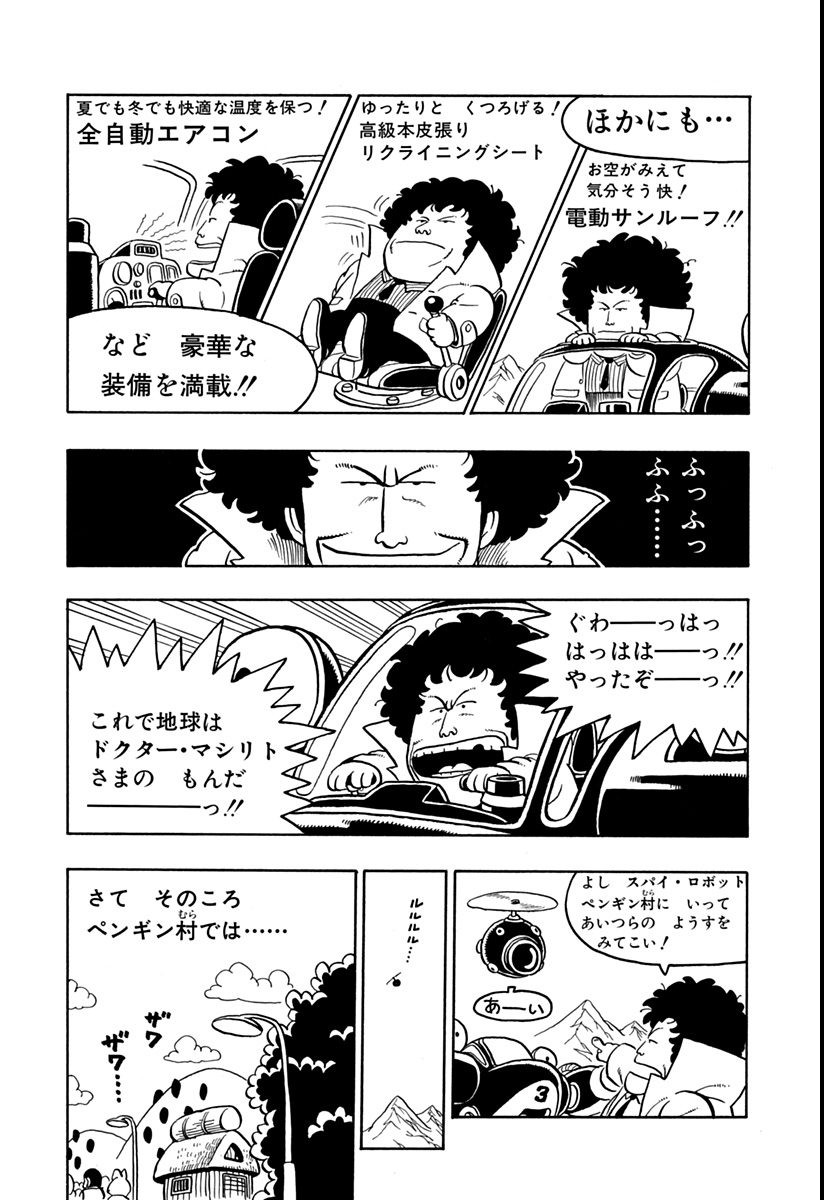 ほかにも…
お空がみえて
気分そう快！
電動サンルーフ!!
ゆったりと　くつろげる！
高級本皮張り
リクライニングシート
夏でも冬でも快適な温度を保つ！
全自動エアコン
など　豪華な
装備を満載!!
ふっふっ
ふふ……
ぐわ――っはっ
はっはは――っ!!
やったぞ――っ!!
これで地球は
ドクター・マシリト
さまの　もんだ
――――っ!!
よし　スパイ・ロボット
ペンギン村に　いって
むら
あいつらの　ようすを
みてこい！
あ――い
3
ルルルル…
さて　そのころ
ペンギン村では……
むら
ザワ
ザワ……